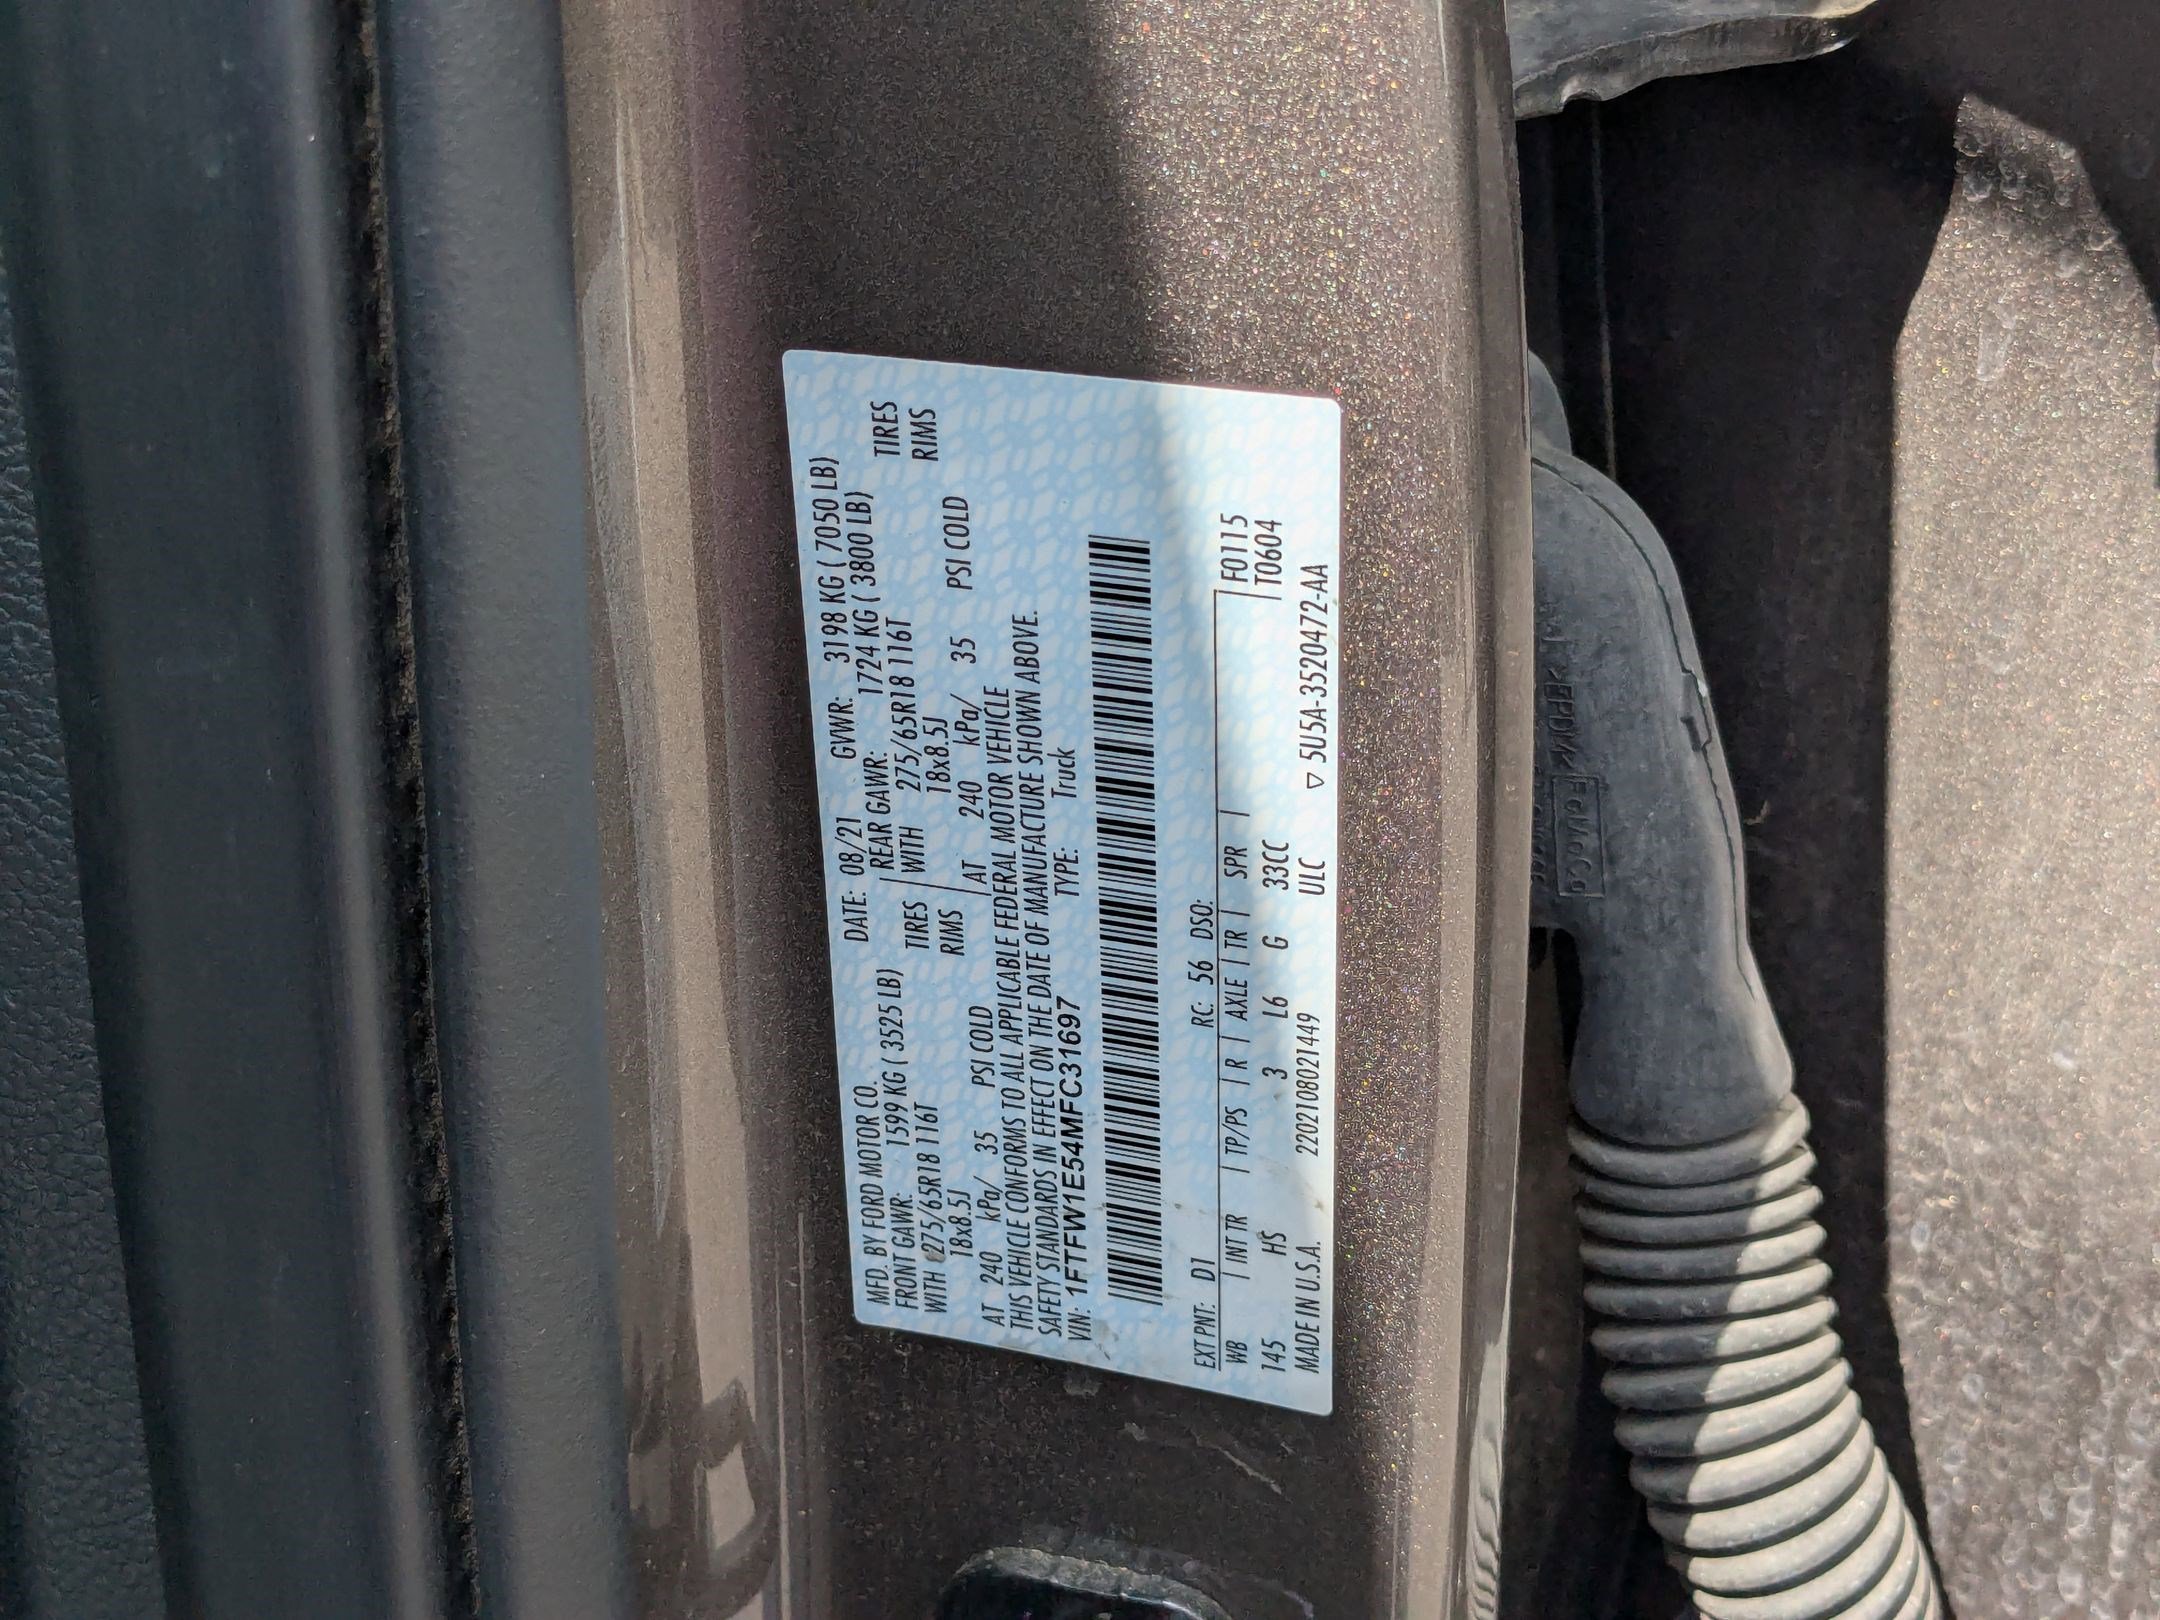 MFD. BY FORD MOTOR CO. DATE: 08/21 GVWR: 3198 KG ( 7050 LB)
FRONT GAWR: 1599 KG ( 3525 LB) REAR GAWR: 1724 KG ( 3800 LB)
WITH 275/65R18 116T TIRES WITH 275/65R18 116T TIRES
18x8.5J RIMS 18x8.5J RIMS
AT 240 kPa/ 35 PSI COLD AT 240 kPa/ 35 PSI COLD
THIS VEHICLE CONFORMS TO ALL APPLICABLE FEDERAL MOTOR VEHICLE
SAFETY STANDARDS IN EFFECT ON THE DATE OF MANUFACTURE SHOWN ABOVE.
VIN: 1FTFW1E54MFC31697 TYPE: Truck
EXT PNT: D1 RC: 56 DSO:
WB | INT TR | TP/PS | R | AXLE | TR | SPR | F0115
145 HS 3 L6 G 33CC T0604
MADE IN U.S.A. 2202108021449 ULC ▽ 5U5A-3520472-AA
FoMoCo